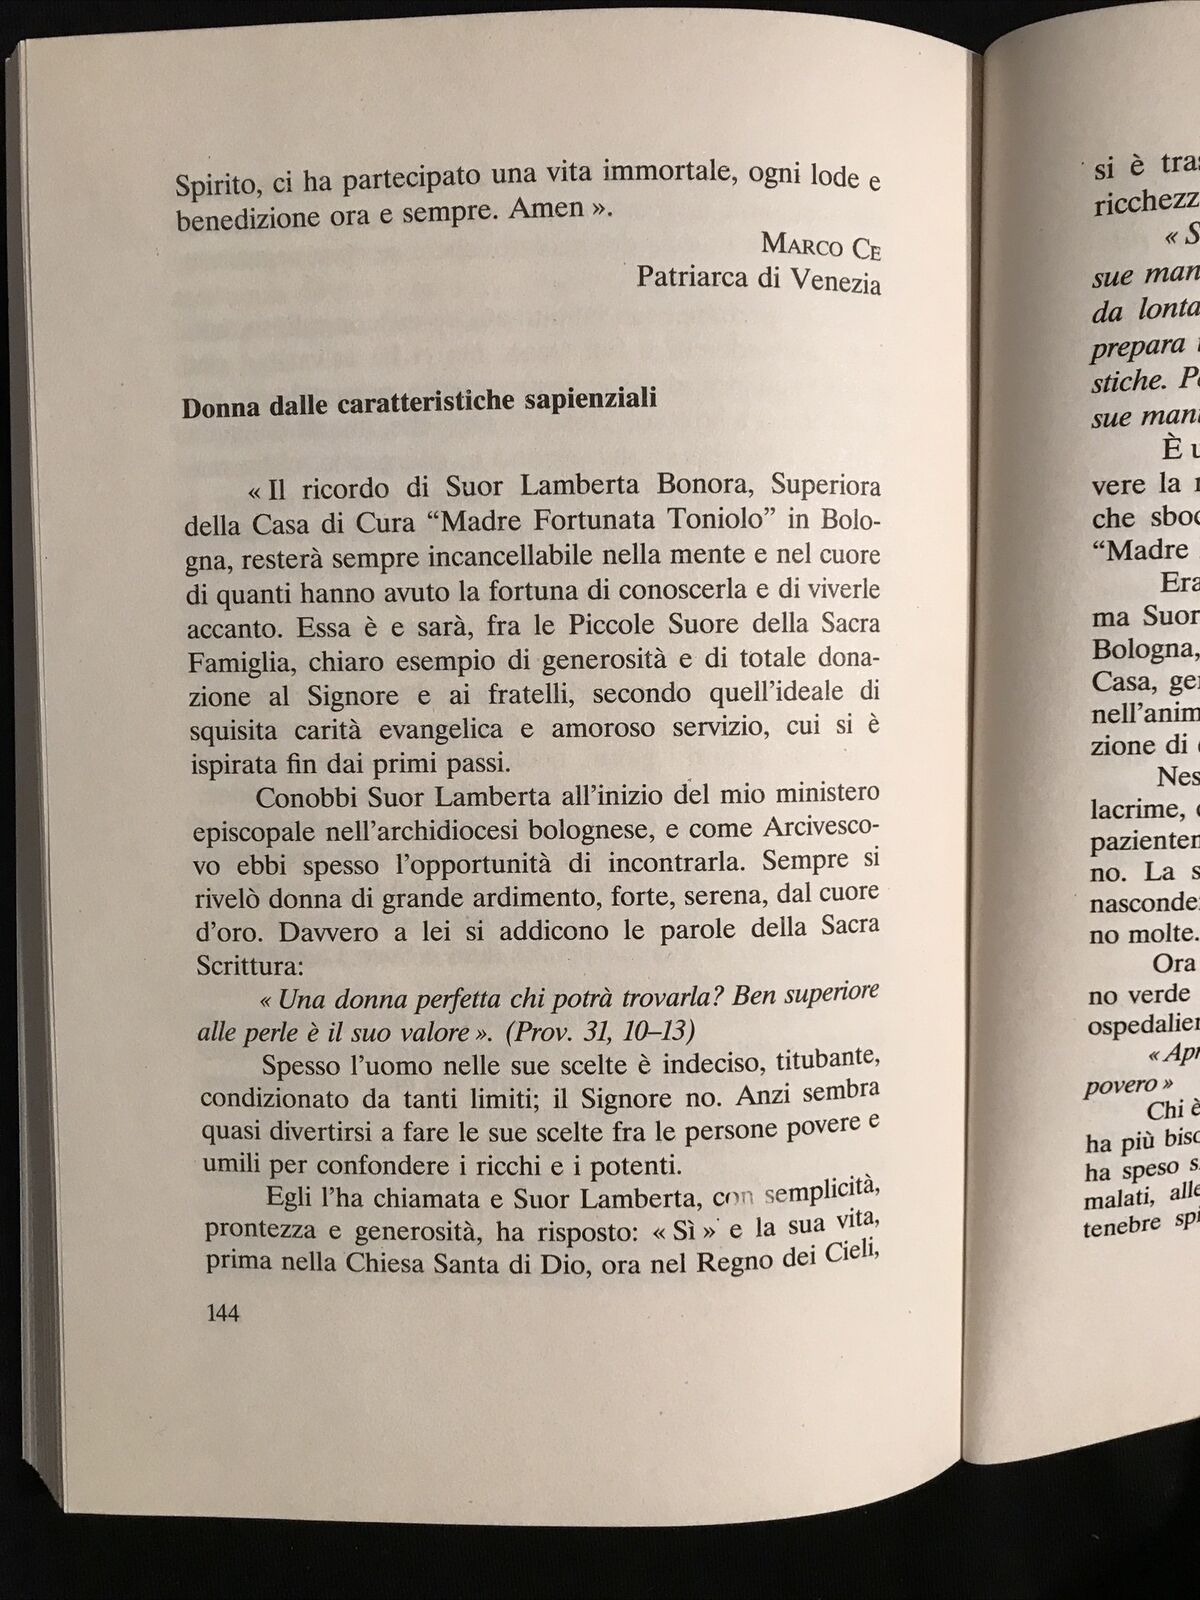 Spirito, ci ha partecipato una vita immortale, ogni lode e
benedizione ora e sempre. Amen ».
MARCO CE
Patriarca di Venezia
Donna dalle caratteristiche sapienziali
« Il ricordo di Suor Lamberta Bonora, Superiora
della Casa di Cura “Madre Fortunata Toniolo” in Bolo-
gna, resterà sempre incancellabile nella mente e nel cuore
di quanti hanno avuto la fortuna di conoscerla e di viverle
accanto. Essa è e sarà, fra le Piccole Suore della Sacra
Famiglia, chiaro esempio di generosità e di totale dona-
zione al Signore e ai fratelli, secondo quell'ideale di
squisita carità evangelica e amoroso servizio, cui si è
ispirata fin dai primi passi.
Conobbi Suor Lamberta all'inizio del mio ministero
episcopale nell'archidiocesi bolognese, e come Arcivesco-
vo ebbi spesso l'opportunità di incontrarla. Sempre si
rivelò donna di grande ardimento, forte, serena, dal cuore
d'oro. Davvero a lei si addicono le parole della Sacra
Scrittura:
« Una donna perfetta chi potrà trovarla? Ben superiore
alle perle è il suo valore ». (Prov. 31, 10–13)
Spesso l'uomo nelle sue scelte è indeciso, titubante,
condizionato da tanti limiti; il Signore no. Anzi sembra
quasi divertirsi a fare le sue scelte fra le persone povere e
umili per confondere i ricchi e i potenti.
Egli l'ha chiamata e Suor Lamberta, con semplicità,
prontezza e generosità, ha risposto: « Sì » e la sua vita,
prima nella Chiesa Santa di Dio, ora nel Regno dei Cieli,
144
si è
« S
da
prepara
stiche.
È
vere la
che
“Madre
Era
ma Suor
Bologna,
Casa,
zione di
lacrime,
no. La
no molte.
Ora
no verde
povero »
Chi è
ha più
ha speso
malati,
tenebre